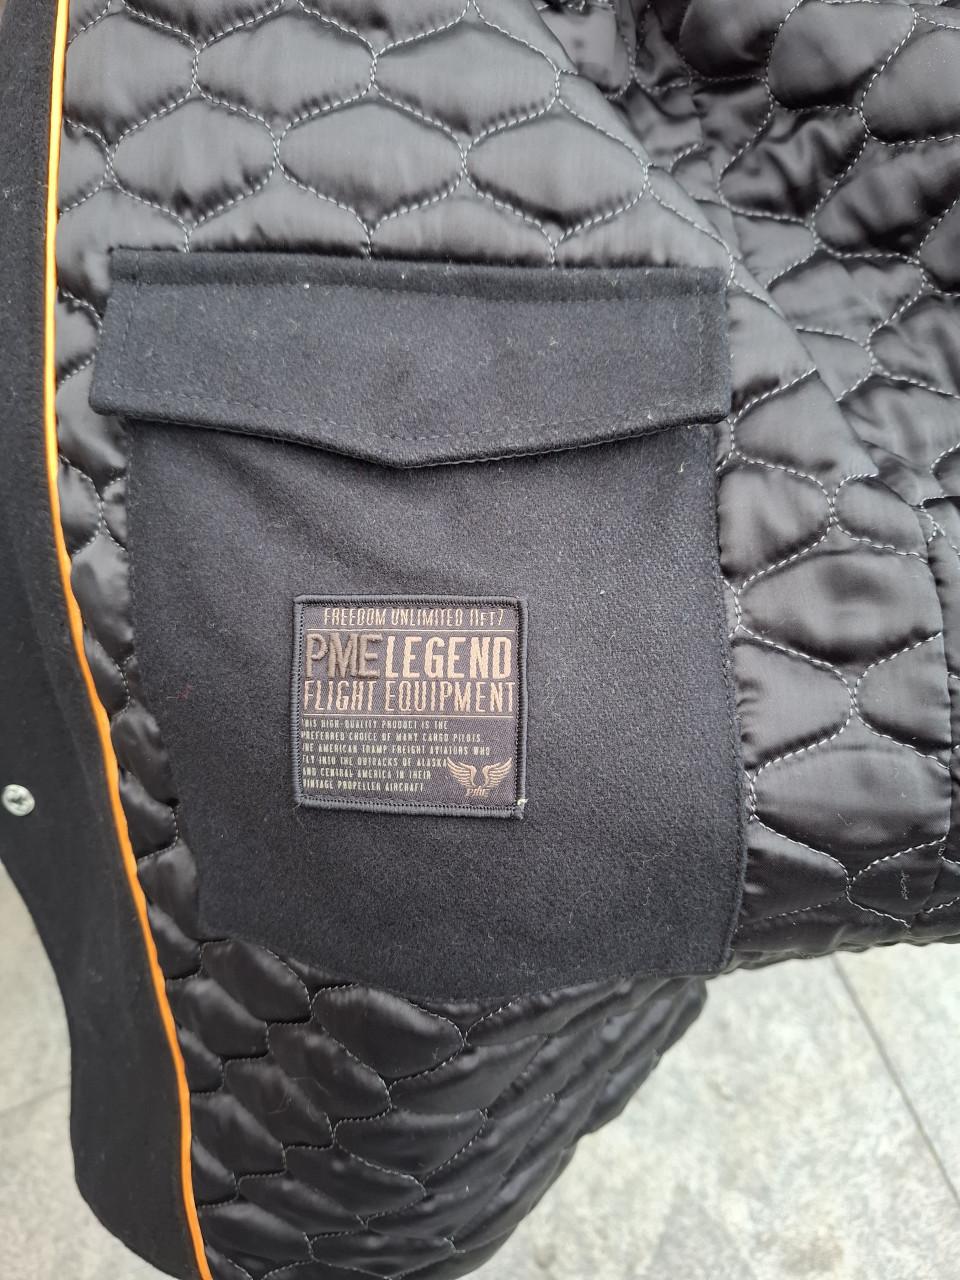 FREEDOM UNLIMITED
PME LEGEND
FLIGHT EQUIPMENT
THIS HIGH-QUALITY PRODUCT IS THE
PREFERRED CHOICE OF MANY CARGO PILOTS.
THE AMERICAN TRAMP FREIGHT AVIATORS WHO
FLY INTO THE OUTBACKS OF ALASKA
AND CENTRAL AMERICA IN THEIR
VINTAGE PROPELLER AIRCRAFT
PME